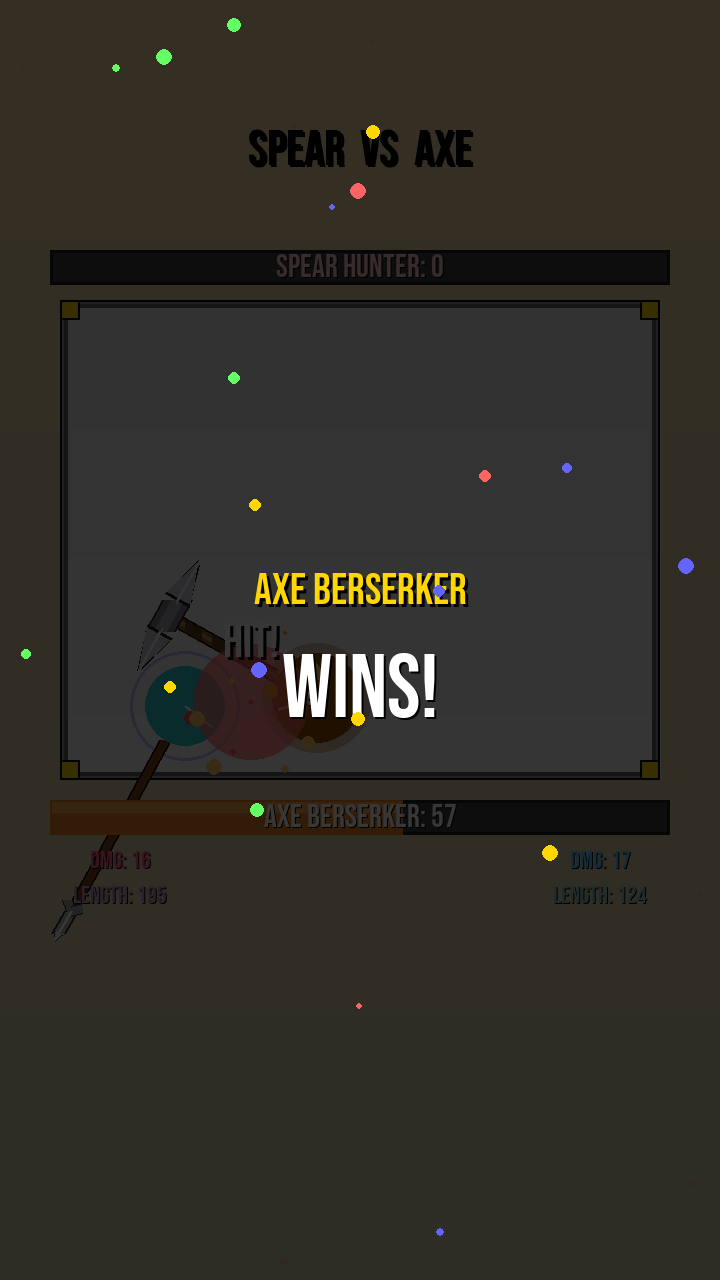 SPEAR VS AXE
SPEAR HUNTER: 0
AXE BERSERKER
HIT!
WINS!
AXE BERSERKER: 57
DMG: 16
DMG: 17
LENGTH: 195
LENGTH: 124